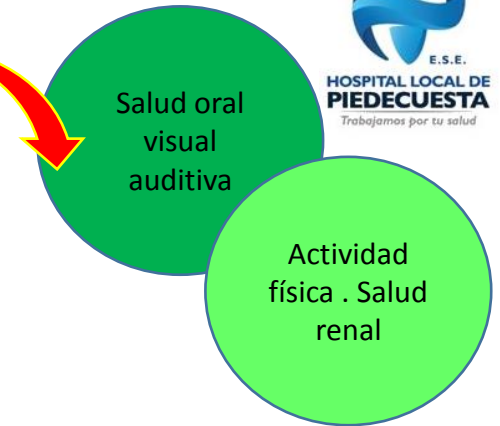 E.S.E.
HOSPITAL LOCAL DE
PIEDECUESTA
Trabajamos por tu salud
Salud oral
visual
auditiva
Actividad
física . Salud
renal